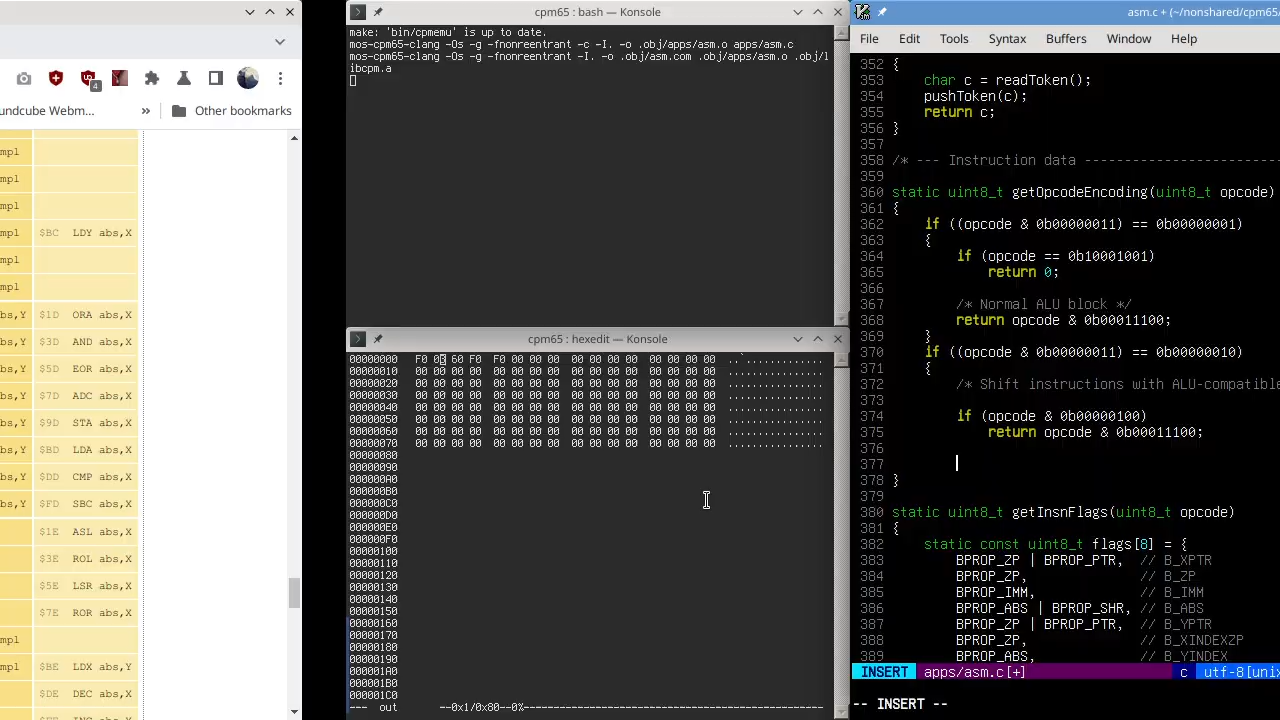 4
undcube Webm...
»
Other bookmarks
mpl
mpl
mpl
mpl $BC LDY abs,X
mpl
mpl
bs,Y $1D ORA abs,X
bs,Y $3D AND abs,X
bs,Y $5D EOR abs,X
bs,Y $7D ADC abs,X
bs,Y $9D STA abs,X
bs,Y $BD LDA abs,X
bs,Y $DD CMP abs,X
bs,Y $FD SBC abs,X
$1E ASL abs,X
$3E ROL abs,X
$5E LSR abs,X
$7E ROR abs,X
mpl
$BE LDX abs,Y
$DE DEC abs,X
cpm65 : bash — Konsole
make: 'bin/cpmemu' is up to date.
mos-cpm65-clang -Os -g -fnonreentrant -c -I. -o .obj/apps/asm.o apps/asm.c
mos-cpm65-clang -Os -g -fnonreentrant -I. -o .obj/asm.com .obj/apps/asm.o .obj/l
ibcpm.a
cpm65 : hexedit — Konsole
00000000 F0 03 60 F0 F0 00 00 00 00 00 00 00 00 00 00 00 ..`.............
00000010 00 00 00 00 00 00 00 00 00 00 00 00 00 00 00 00 ................
00000020 00 00 00 00 00 00 00 00 00 00 00 00 00 00 00 00 ................
00000030 00 00 00 00 00 00 00 00 00 00 00 00 00 00 00 00 ................
00000040 00 00 00 00 00 00 00 00 00 00 00 00 00 00 00 00 ................
00000050 00 00 00 00 00 00 00 00 00 00 00 00 00 00 00 00 ................
00000060 00 00 00 00 00 00 00 00 00 00 00 00 00 00 00 00 ................
00000070 00 00 00 00 00 00 00 00 00 00 00 00 00 00 00 00 ................
00000080
00000090
000000A0
000000B0
000000C0
000000D0
000000E0
000000F0
00000100
00000110
00000120
00000130
00000140
00000150
00000160
00000170
00000180
00000190
000001A0
000001B0
000001C0
--- out --0x1/0x80--0%--------------------------------------------------
asm.c + (~/nonshared/cpm65/
File Edit Tools Syntax Buffers Window Help
352 {
353 char c = readToken();
354 pushToken(c);
355 return c;
356 }
357
358 /* --- Instruction data ------------------------
359
360 static uint8_t getOpcodeEncoding(uint8_t opcode)
361 {
362 if ((opcode & 0b00000011) == 0b00000001)
363 {
364 if (opcode == 0b10001001)
365 return 0;
366
367 /* Normal ALU block */
368 return opcode & 0b00011100;
369 }
370 if ((opcode & 0b00000011) == 0b00000010)
371 {
372 /* Shift instructions with ALU-compatible
373
374 if (opcode & 0b00000100)
375 return opcode & 0b00011100;
376
377
378 }
379
380 static uint8_t getInsnFlags(uint8_t opcode)
381 {
382 static const uint8_t flags[8] = {
383 BPROP_ZP | BPROP_PTR, // B_XPTR
384 BPROP_ZP, // B_ZP
385 BPROP_IMM, // B_IMM
386 BPROP_ABS | BPROP_SHR, // B_ABS
387 BPROP_ZP | BPROP_PTR, // B_YPTR
388 BPROP_ZP, // B_XINDEXZP
389 BPROP_ABS, // B_YINDEX
INSERT apps/asm.c[+] c utf-8[uni
-- INSERT --